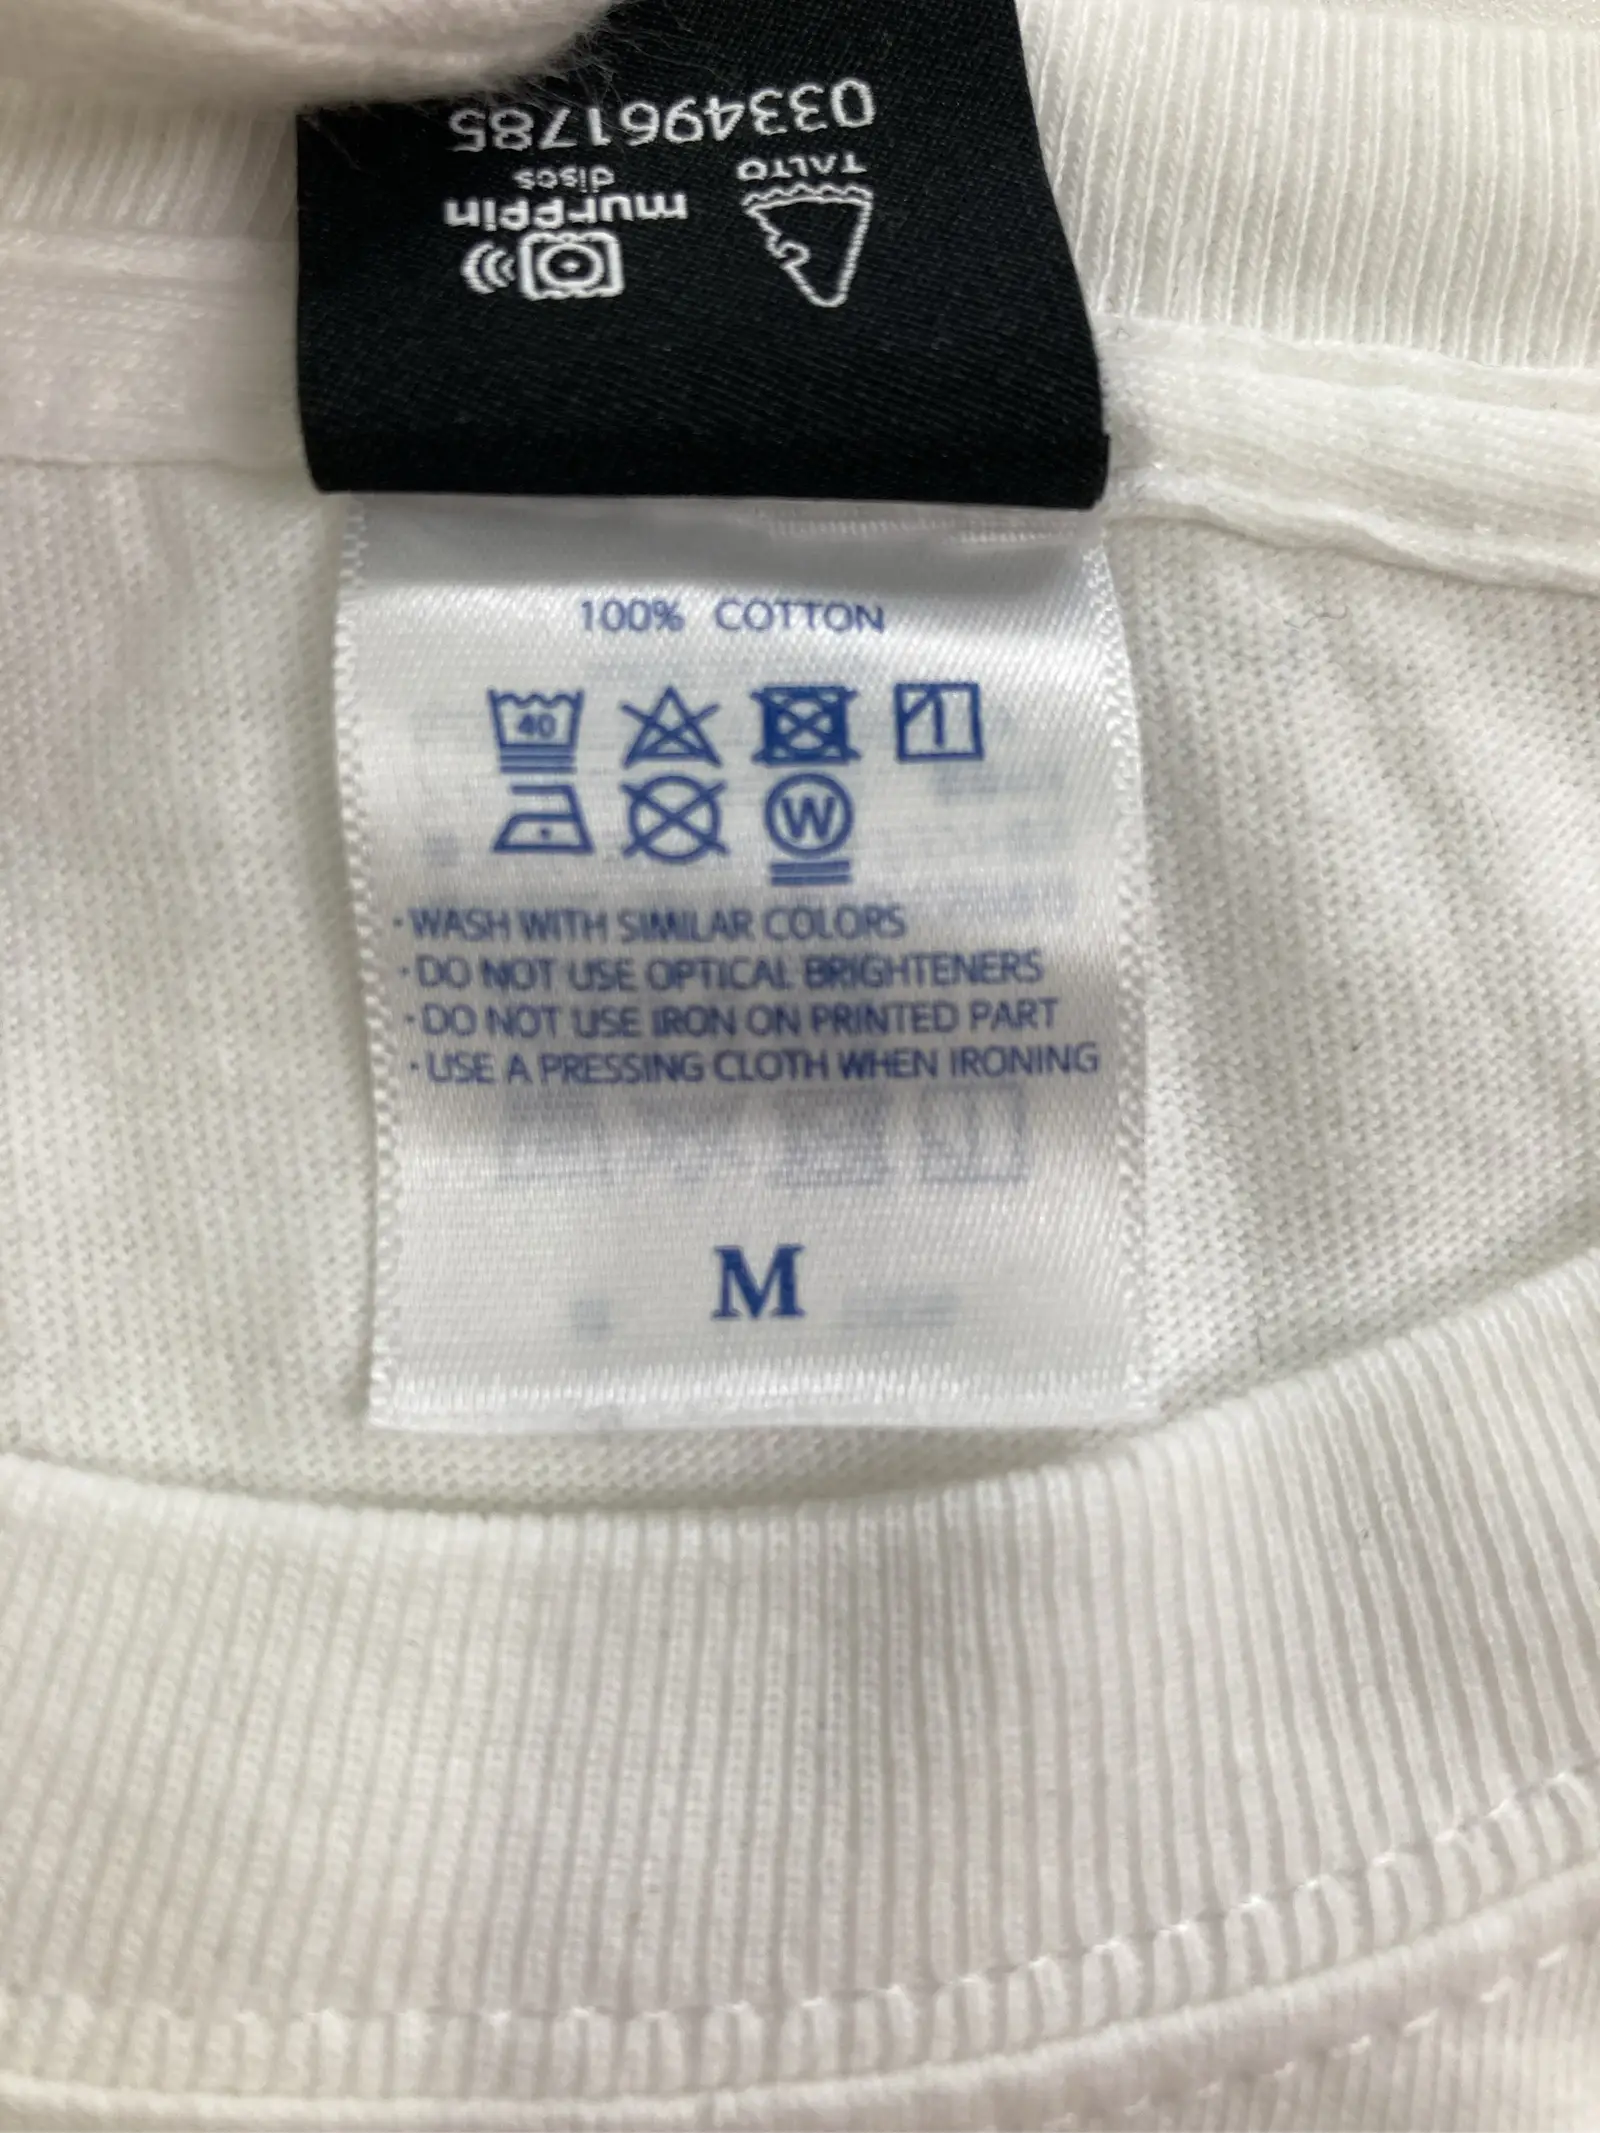 0334961785
TALTO
murffin
discs
100% COTTON
40
W
·WASH WITH SIMILAR COLORS
·DO NOT USE OPTICAL BRIGHTENERS
·DO NOT USE IRON ON PRINTED PART
·USE A PRESSING CLOTH WHEN IRONING
M